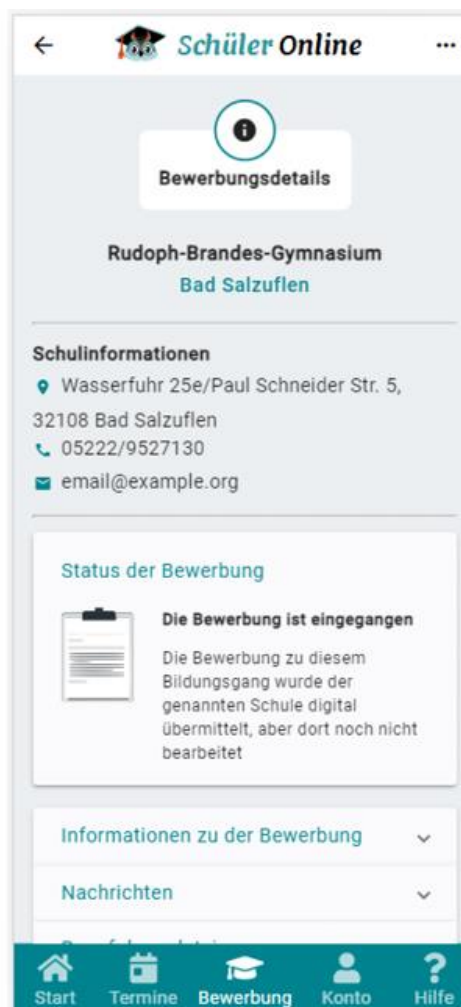 Schüler Online
...
Bewerbungsdetails
Rudoph-Brandes-Gymnasium
Bad Salzuflen
Schulinformationen
Wasserfuhr 25e/Paul Schneider Str. 5,
32108 Bad Salzuflen
05222/9527130
email@example.org
Status der Bewerbung
Die Bewerbung ist eingegangen
Die Bewerbung zu diesem
Bildungsgang wurde der
genannten Schule digital
übermittelt, aber dort noch nicht
bearbeitet
Informationen zu der Bewerbung
Nachrichten
Start Termine Bewerbung Konto Hilfe